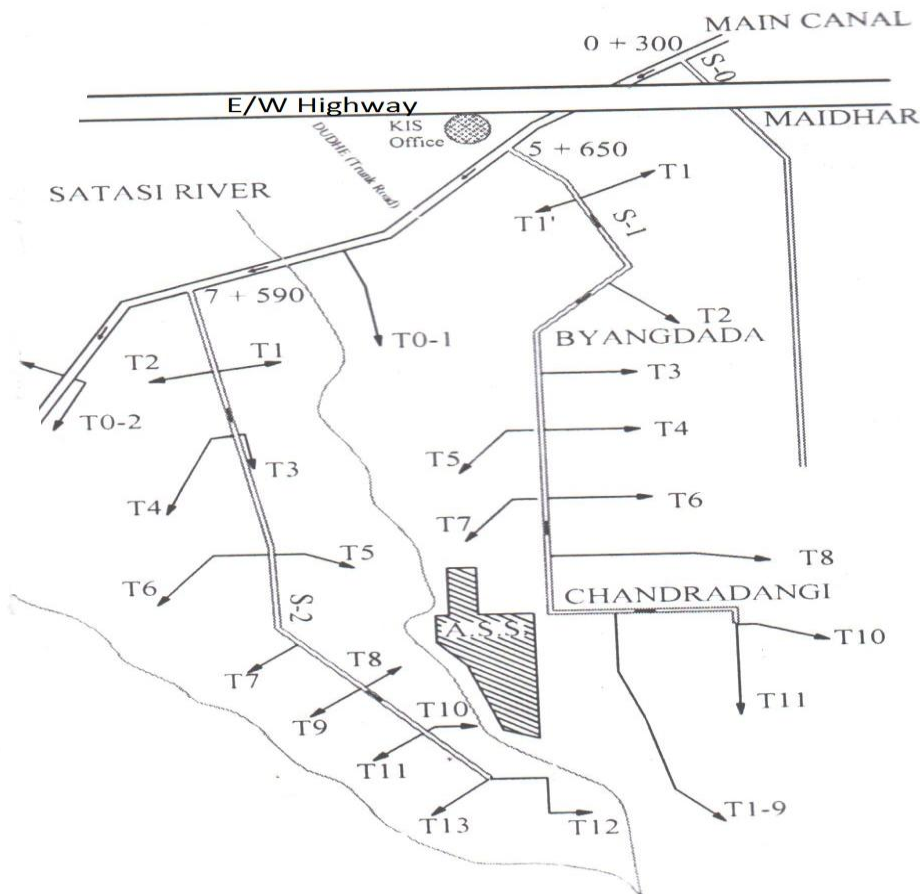 MAIN CANAL
0 + 300
S-0
E/W Highway
MAIDHAR
KIS
Office
DUDHE (Trunk Road)
5 + 650
SATASI RIVER
T1
T1'
S-1
7 + 590
T2
T0-1
BYANGDADA
T2
T1
T3
T0-2
T4
T5
T3
T4
T6
T7
T5
T8
T6
CHANDRADANGI
S-2
A.S.S.
T10
T7
T8
T9
T10
T11
T11
T1-9
T13
T12